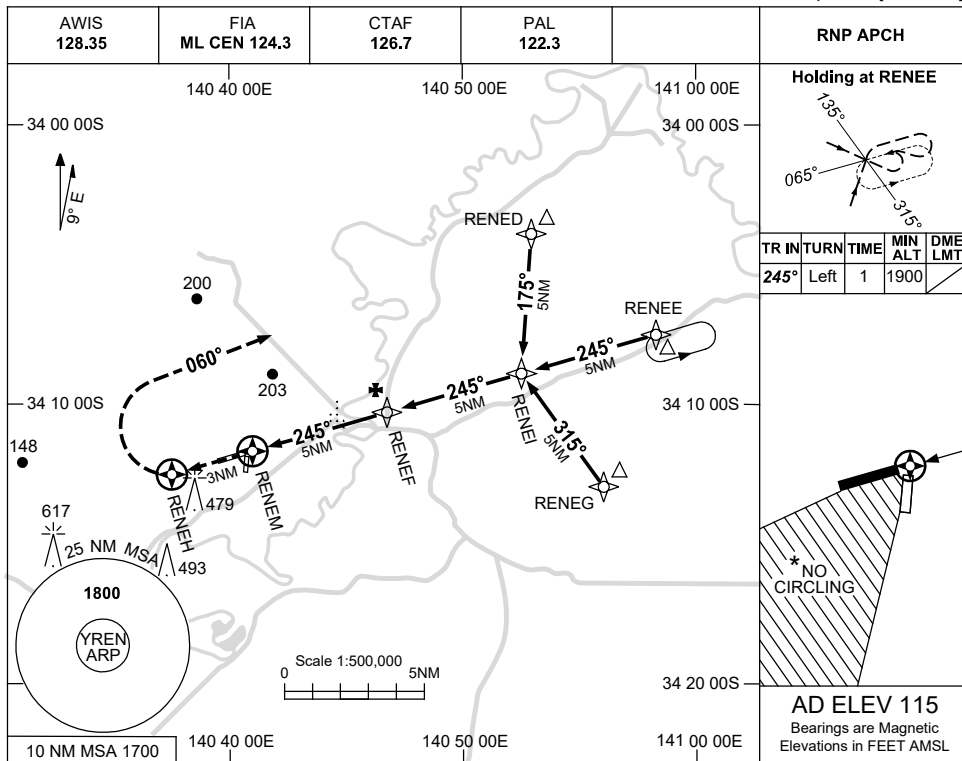 AWIS
128.35
FIA
ML CEN 124.3
CTAF
126.7
PAL
122.3
RNP APCH
140 40 00E
140 50 00E
141 00 00E
34 00 00S
34 00 00S
9° E
Holding at RENEE
135°
065°
315°
TR IN TURN TIME MIN ALT DME LMT
245° Left 1 1900
RENED
175°
5NM
RENEE
200
060°
203
245°
5NM
245°
5NM
RENEI
34 10 00S
34 10 00S
245°
5NM
RENEF
315°
5NM
148
3NM
RENEM
RENEH
479
RENEG
617
25 NM MSA
493
1800
YREN
ARP
*NO
CIRCLING
Scale 1:500,000
0 5NM
34 20 00S
AD ELEV 115
Bearings are Magnetic
Elevations in FEET AMSL
10 NM MSA 1700
140 40 00E
140 50 00E
141 00 00E